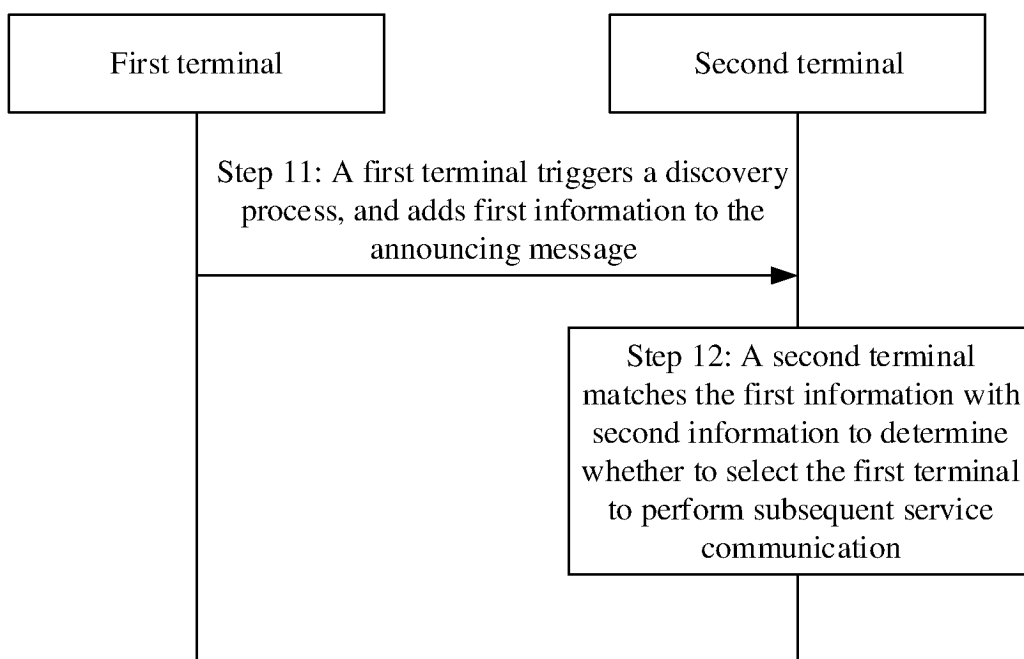 First terminal
Second terminal
Step 11: A first terminal triggers a discovery
process, and adds first information to the
announcing message
Step 12: A second terminal
matches the first information with
second information to determine
whether to select the first terminal
to perform subsequent service
communication